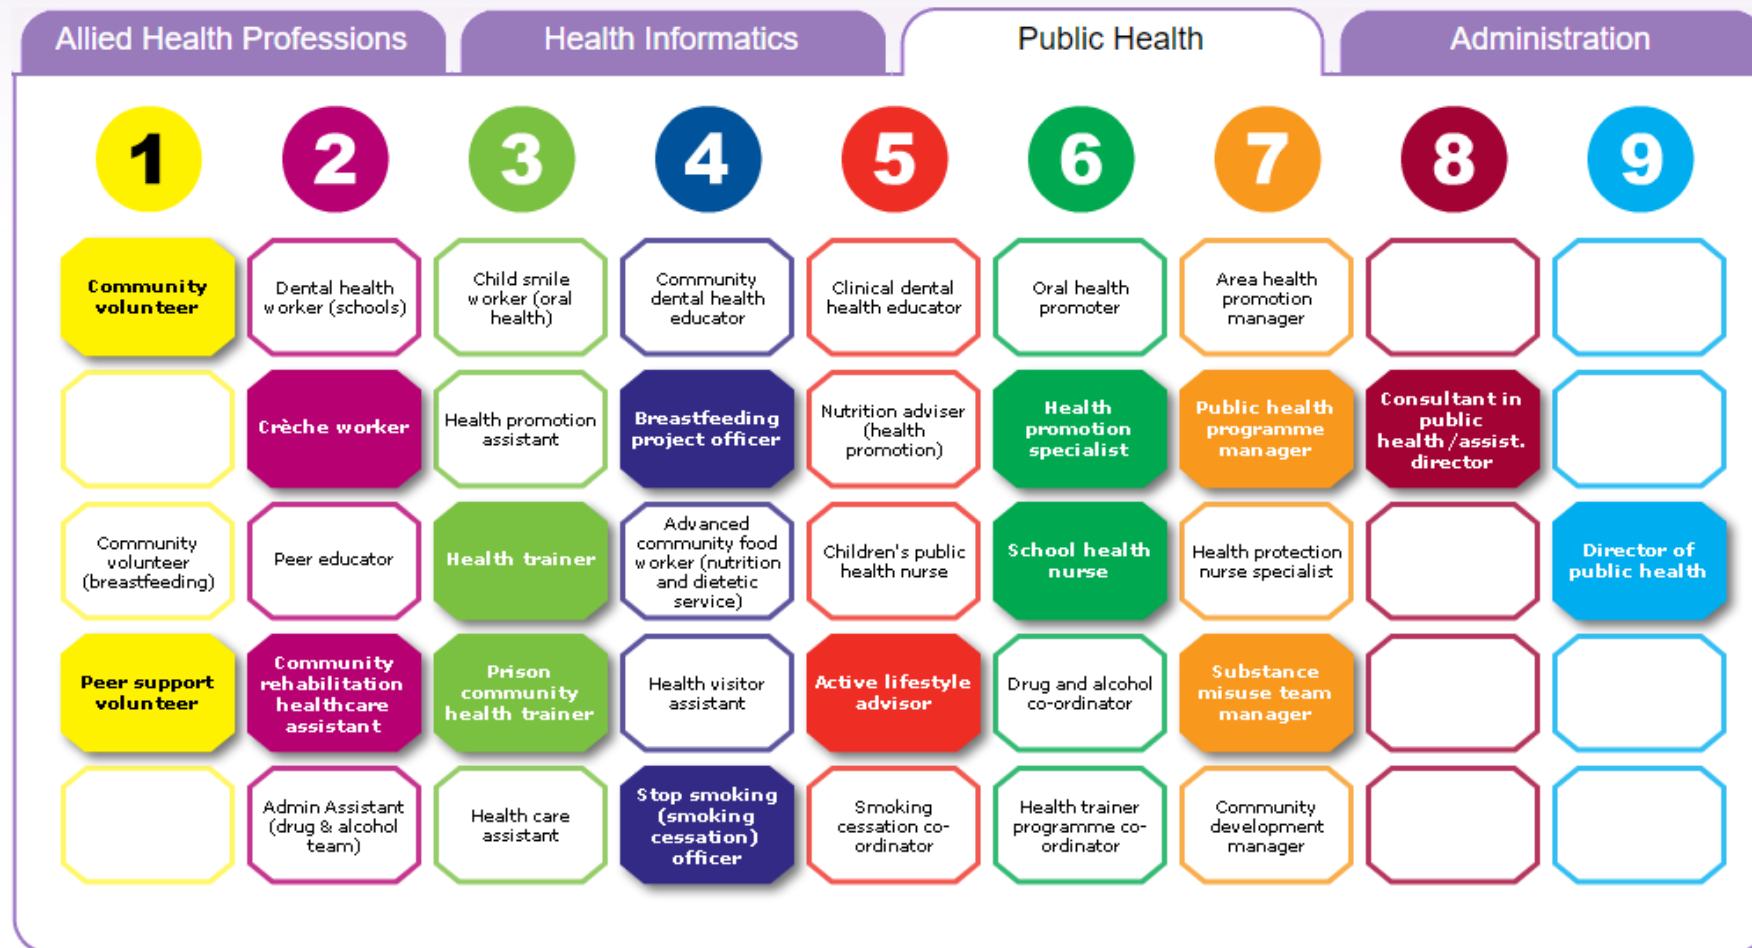 Allied Health Professions
Health Informatics
Public Health
Administration
1
2
3
4
5
6
7
8
9
Community
volunteer
Dental health
worker (schools)
Child smile
worker (oral
health)
Community
dental health
educator
Clinical dental
health educator
Oral health
promoter
Area health
promotion
manager
Crèche worker
Health promotion
assistant
Breastfeeding
project officer
Nutrition adviser
(health
promotion)
Health
promotion
specialist
Public health
programme
manager
Consultant in
public
health/assist.
director
Community
volunteer
(breastfeeding)
Peer educator
Health trainer
Advanced
community food
worker (nutrition
and dietetic
service)
Children's public
health nurse
School health
nurse
Health protection
nurse specialist
Director of
public health
Peer support
volunteer
Community
rehabilitation
healthcare
assistant
Prison
community
health trainer
Health visitor
assistant
Active lifestyle
advisor
Drug and alcohol
co-ordinator
Substance
misuse team
manager
Admin Assistant
(drug & alcohol
team)
Health care
assistant
Stop smoking
(smoking
cessation)
officer
Smoking
cessation co-
ordinator
Health trainer
programme co-
ordinator
Community
development
manager